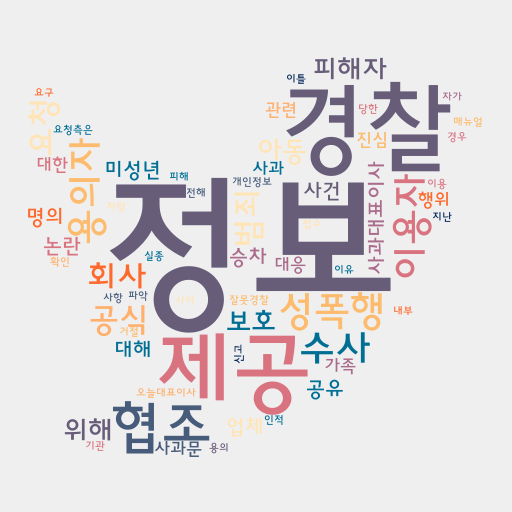 요구
이틀
피해자
경찰
자가
요청
관련
당한
매뉴얼
요청측은
용의자
아동
진심
경우
대한
미성년
사과
피해
개인정보
전해
사건
사과대표이사
이용자
이용
행위
지난
명의
정보
범죄
논란
확인
실종
승차
대응
이유
회사
사항
파악
잘못경찰
성폭행
내부
공식
거절
보호
대해
신고
수사
제공
가족
오늘대표이사
공유
위해
협조
업체
인적
기관
사과문
용의